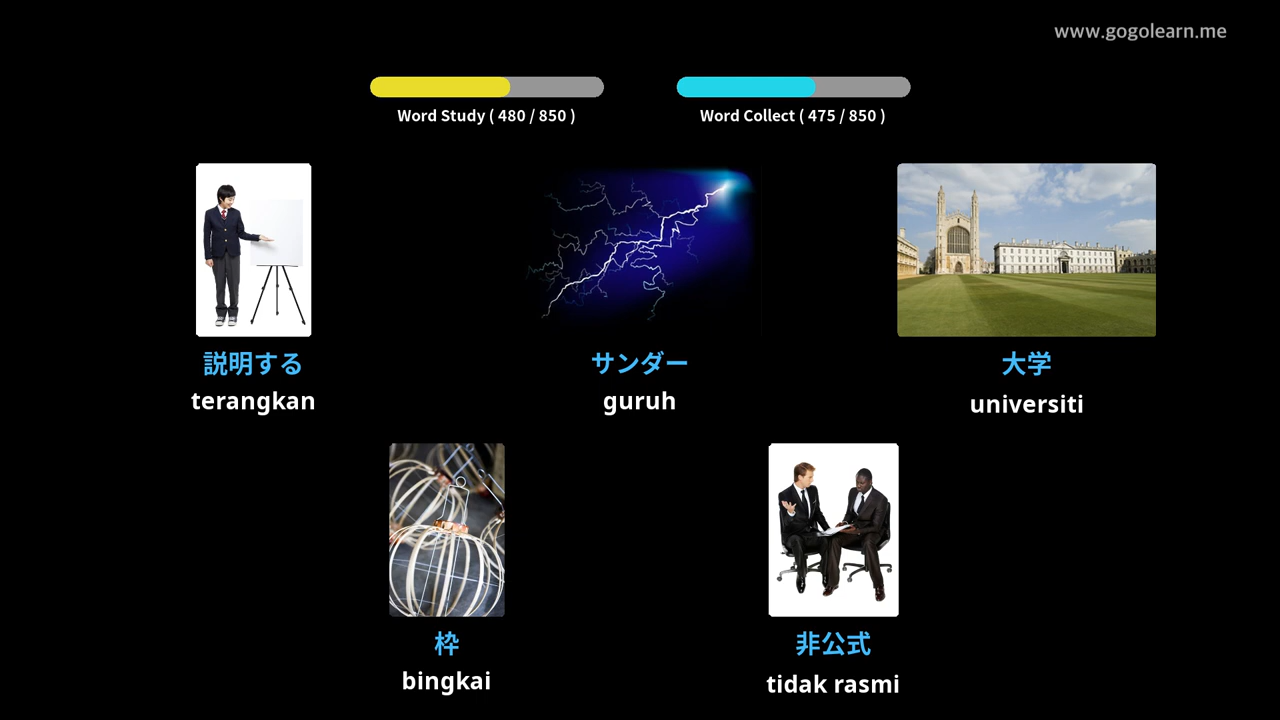 www.gogolearn.me
Word Study ( 480 / 850 )
Word Collect ( 475 / 850 )
説明する
terangkan
サンダー
guruh
大学
universiti
枠
bingkai
非公式
tidak rasmi